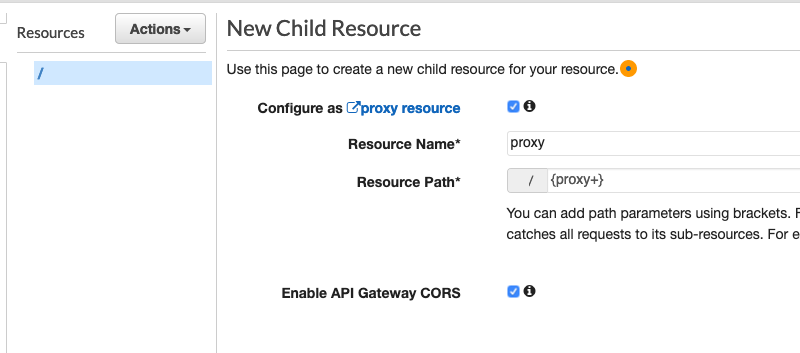 Resources
Actions
/
New Child Resource
Use this page to create a new child resource for your resource.
Configure as proxy resource
Resource Name*
proxy
Resource Path*
/ {proxy+}
You can add path parameters using brackets.
catches all requests to its sub-resources. For
Enable API Gateway CORS